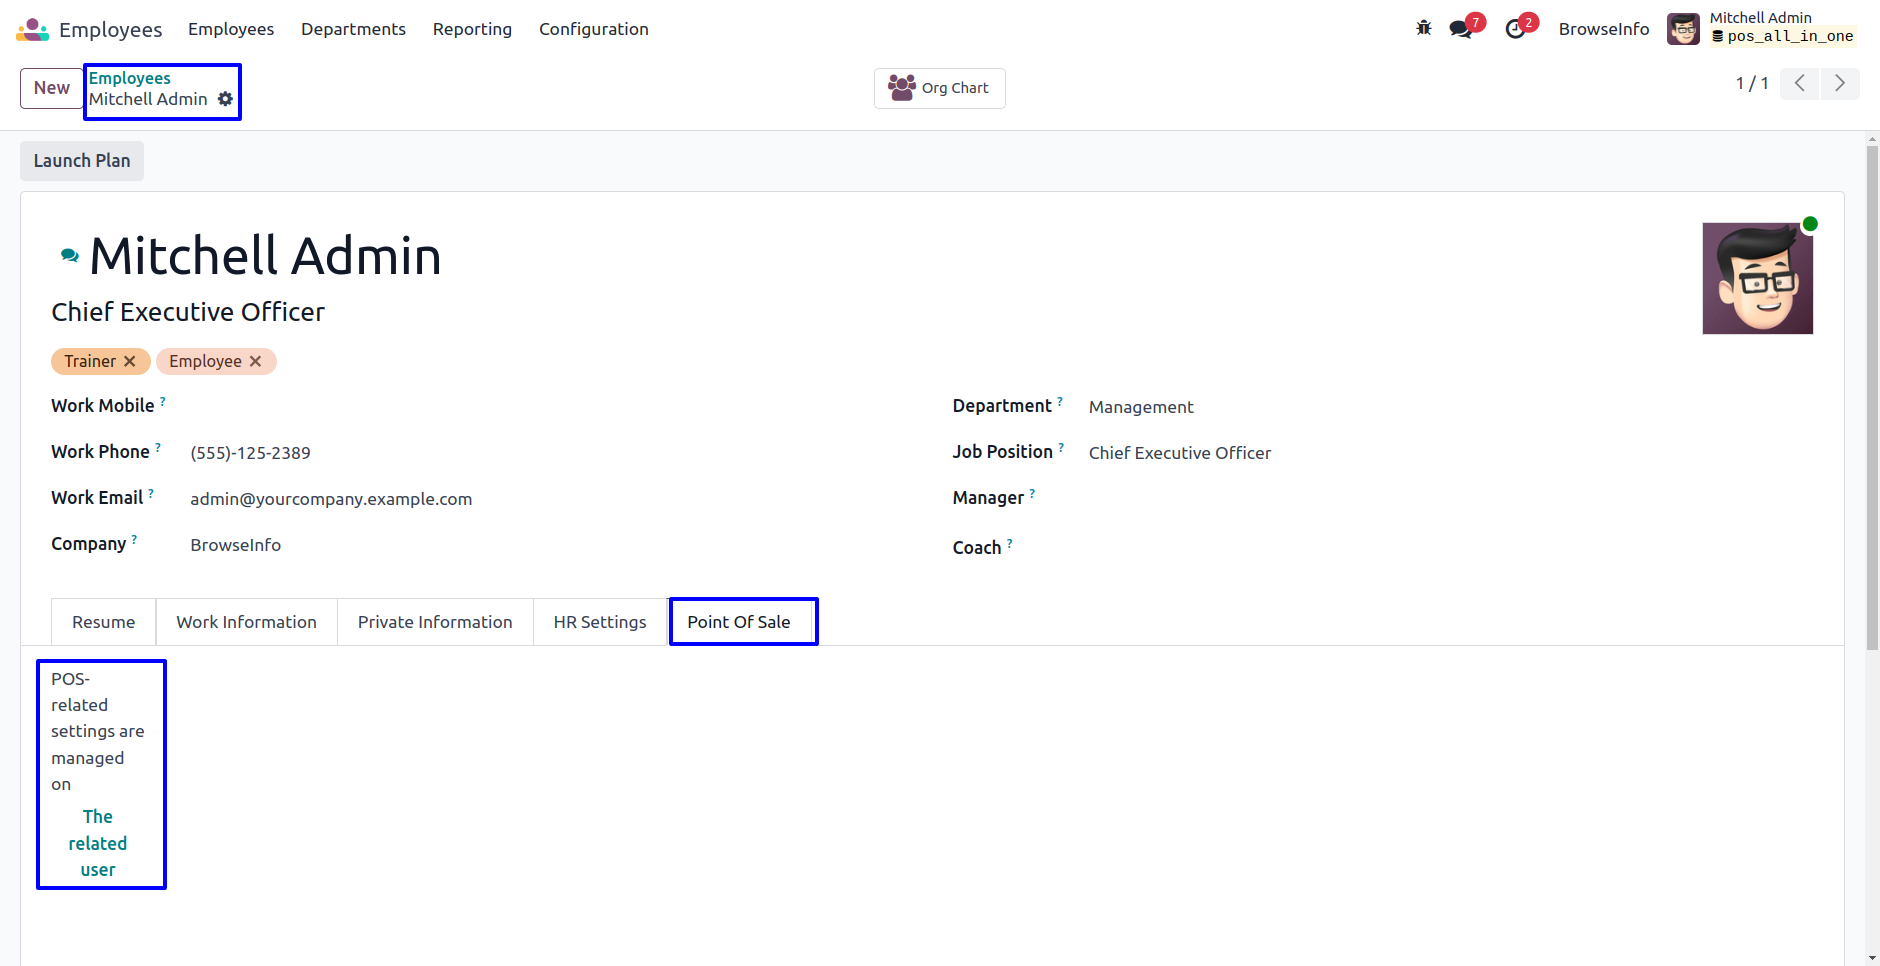 Employees Employees Departments Reporting Configuration 7 2 BrowseInfo Mitchell Admin
pos_all_in_one
New Employees
Mitchell Admin
Org Chart
1 / 1
Launch Plan
Mitchell Admin
Chief Executive Officer
Trainer Employee
Work Mobile ?
Department ? Management
Work Phone ? (555)-125-2389
Job Position ? Chief Executive Officer
Work Email ? admin@yourcompany.example.com
Manager ?
Company ? BrowseInfo
Coach ?
Resume Work Information Private Information HR Settings Point Of Sale
POS-
related
settings are
managed
on
The
related
user